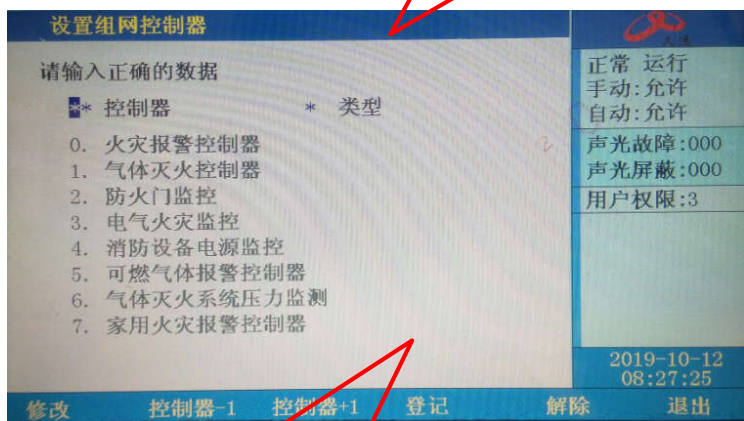 设置组网控制器
请输入正确的数据
** 控制器 * 类型
0. 火灾报警控制器
1. 气体灭火控制器
2. 防火门监控
3. 电气火灾监控
4. 消防设备电源监控
5. 可燃气体报警控制器
6. 气体灭火系统压力监测
7. 家用火灾报警控制器
正常 运行
手动:允许
自动:允许
声光故障:000
声光屏蔽:000
用户权限:3
2019-10-12
08:27:25
修改 控制器-1 控制器+1 登记 解除 退出